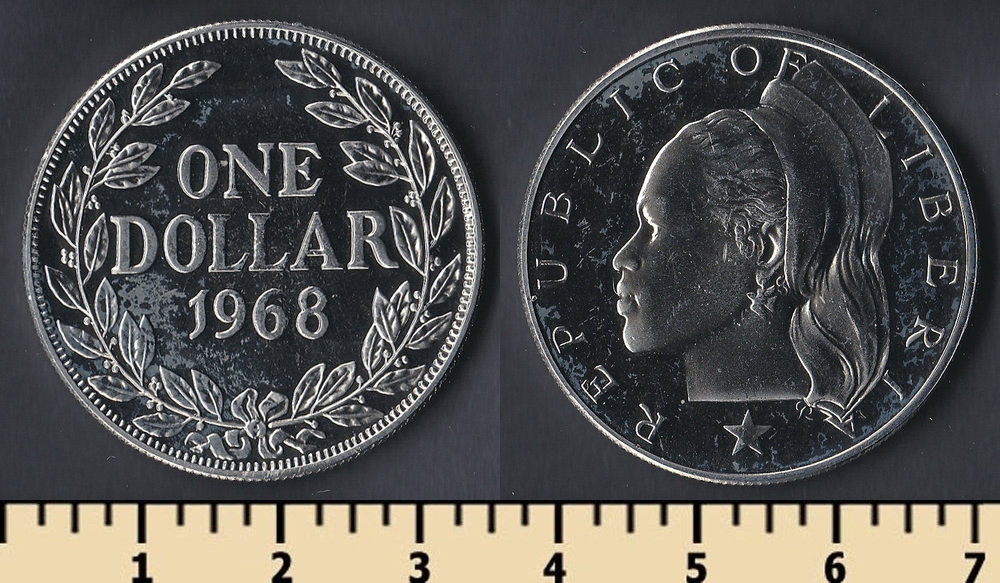 ONE
DOLLAR
1968
REPUBLIC OF LIBERIA
1 2 3 4 5 6 7